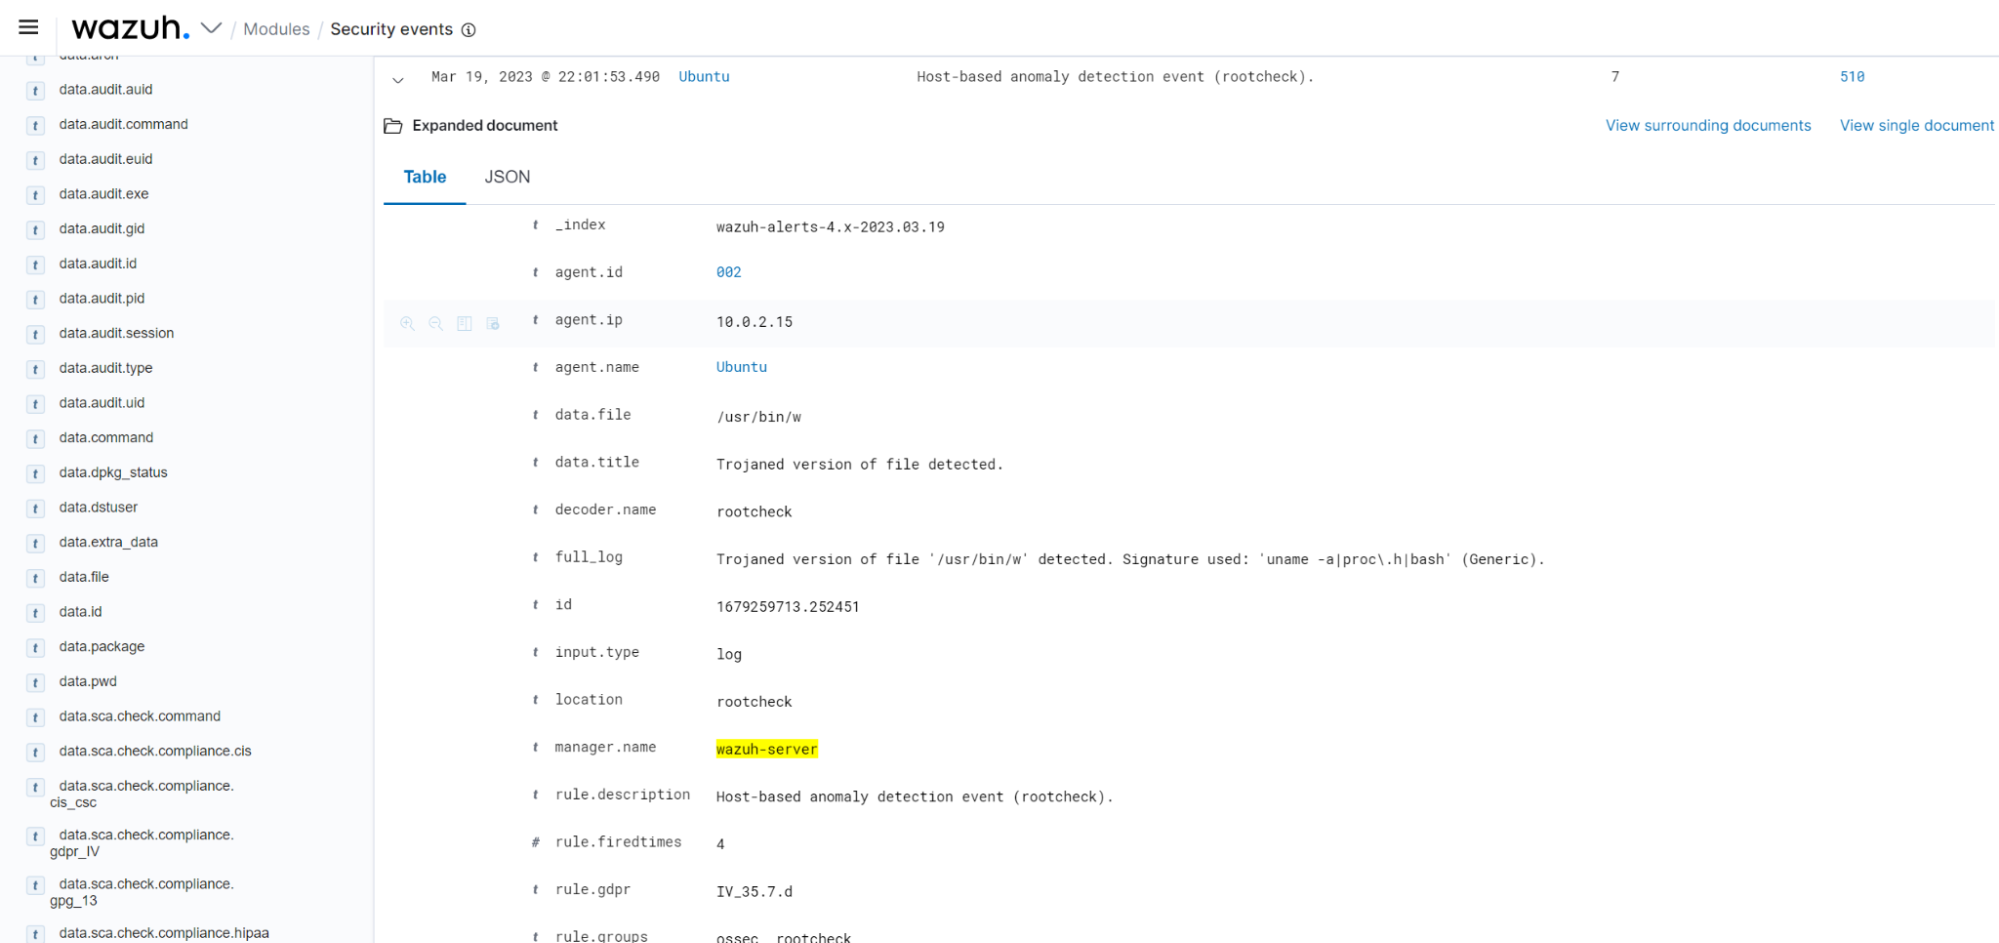 wazuh. / Modules / Security events
data.arch
data.audit.auid
data.audit.command
data.audit.euid
data.audit.exe
data.audit.gid
data.audit.id
data.audit.pid
data.audit.session
data.audit.type
data.audit.uid
data.command
data.dpkg_status
data.dstuser
data.extra_data
data.file
data.id
data.package
data.pwd
data.sca.check.command
data.sca.check.compliance.cis
data.sca.check.compliance.
cis_csc
data.sca.check.compliance.
gdpr_IV
data.sca.check.compliance.
gpg_13
data.sca.check.compliance.hipaa
Mar 19, 2023 @ 22:01:53.490 Ubuntu Host-based anomaly detection event (rootcheck). 7 510
Expanded document View surrounding documents View single document
Table JSON
t _index wazuh-alerts-4.x-2023.03.19
t agent.id 002
t agent.ip 10.0.2.15
t agent.name Ubuntu
t data.file /usr/bin/w
t data.title Trojaned version of file detected.
t decoder.name rootcheck
t full_log Trojaned version of file '/usr/bin/w' detected. Signature used: 'uname -a|proc\.h|bash' (Generic).
t id 1679259713.252451
t input.type log
t location rootcheck
t manager.name wazuh-server
t rule.description Host-based anomaly detection event (rootcheck).
# rule.firedtimes 4
t rule.gdpr IV_35.7.d
t rule.groups ossec rootcheck